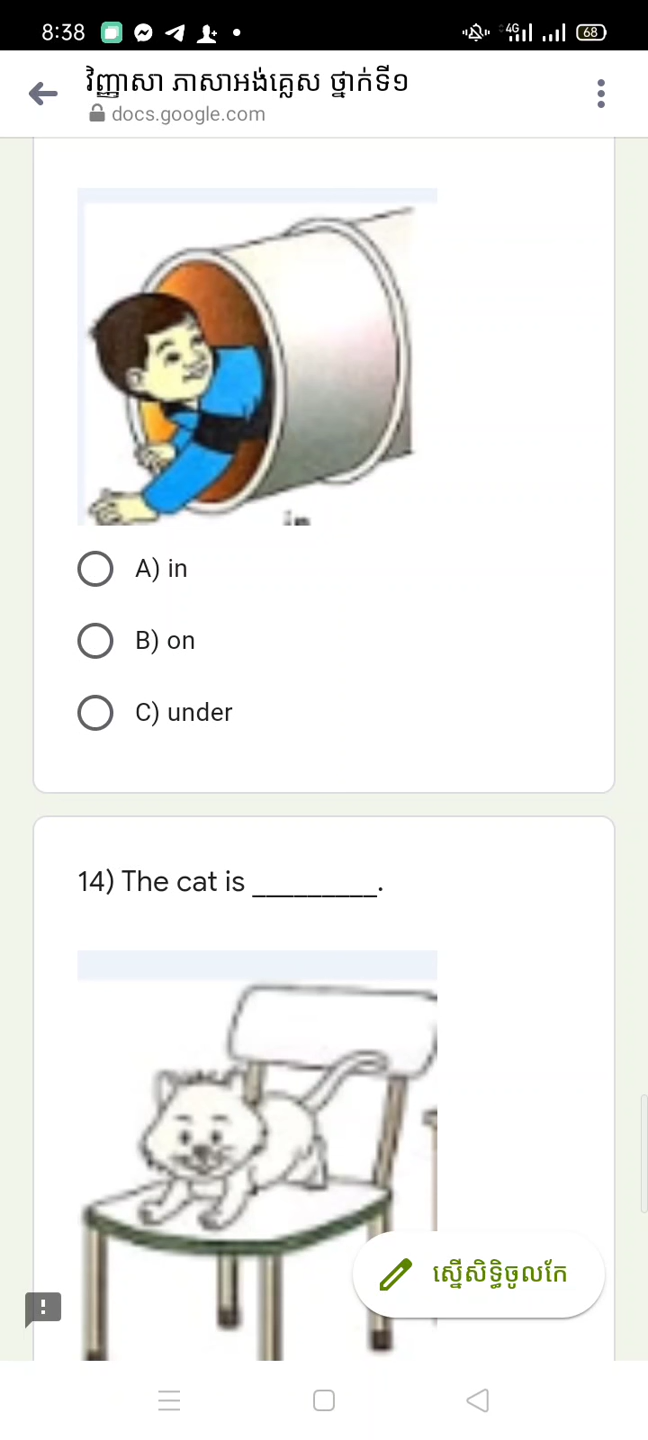 8:38 4G 68
វិញ្ញាសា ភាសាអង់គ្លេស ថ្នាក់ទី១
docs.google.com
in
A) in
B) on
C) under
14) The cat is _________.
ស្នើសិទ្ធិចូលកែ